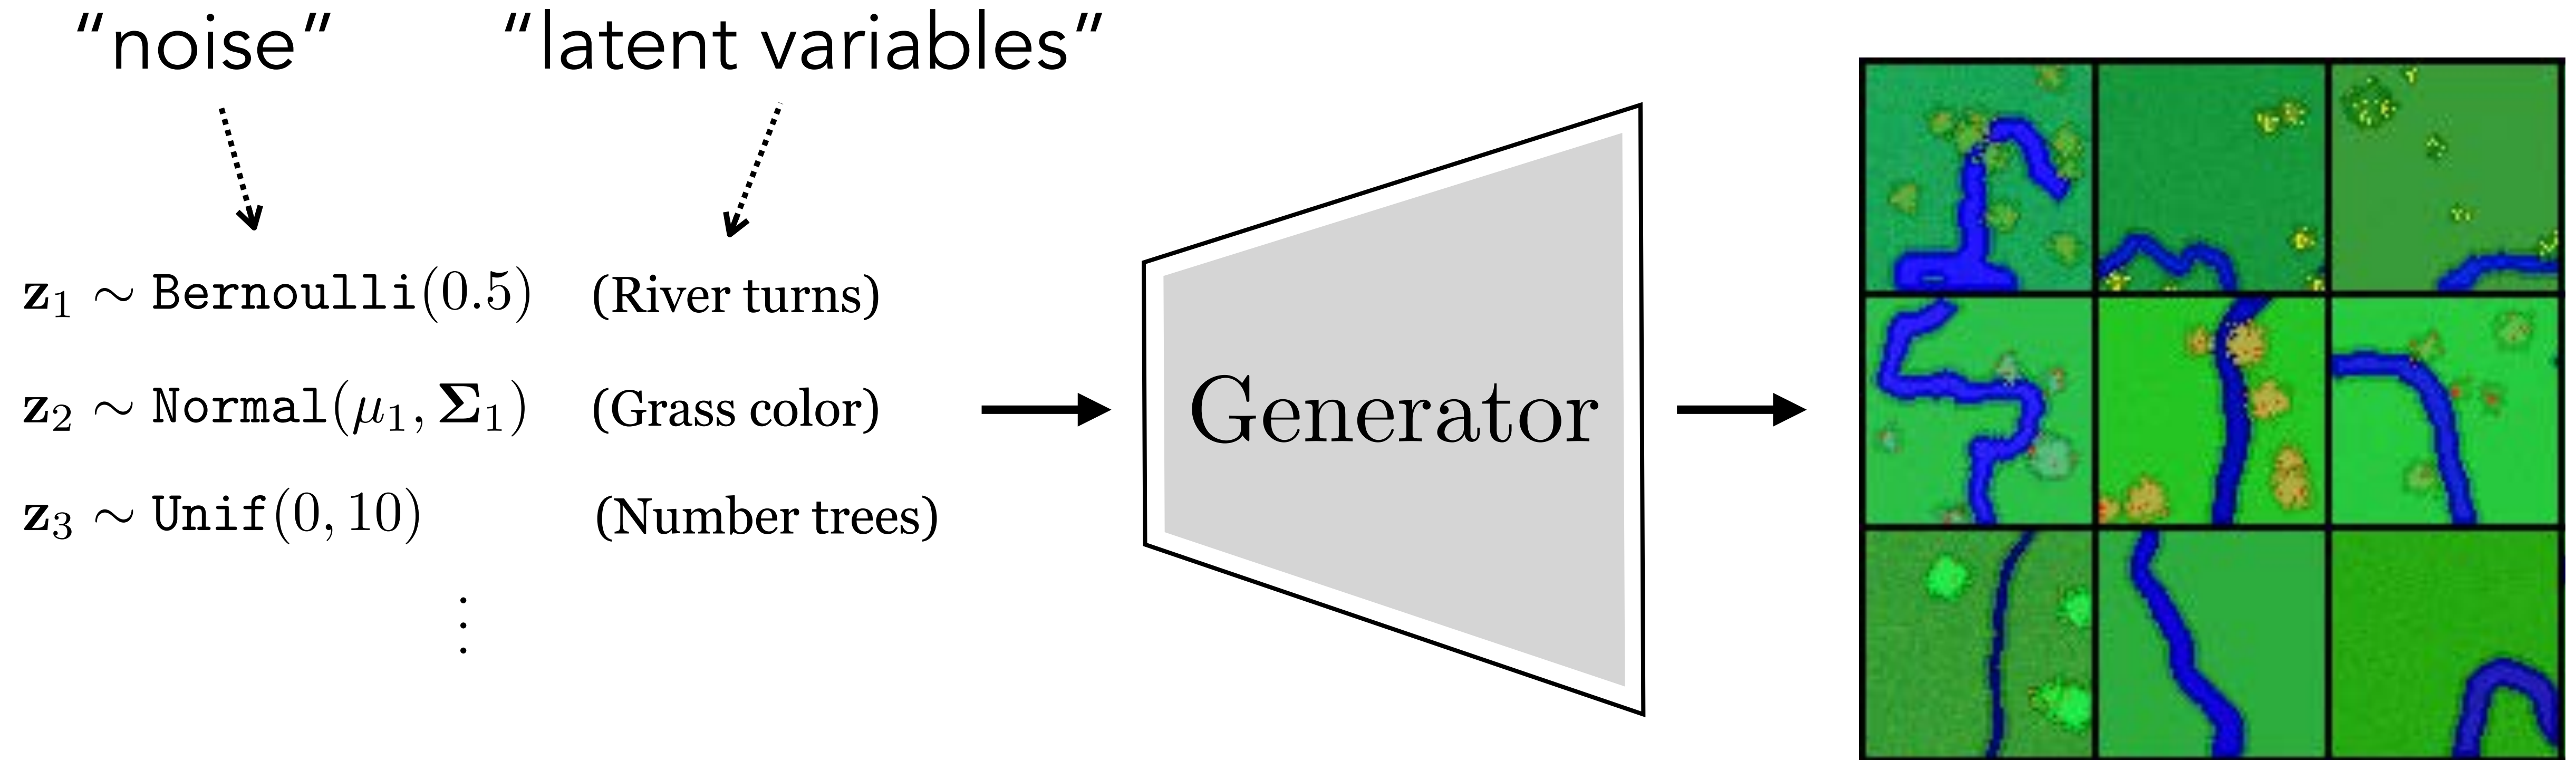 “noise” “latent variables”
z₁ ∼ Bernoulli(0.5) (River turns)
z₂ ∼ Normal(μ₁, Σ₁) (Grass color)
z₃ ∼ Unif(0, 10) (Number trees)
⋮
Generator